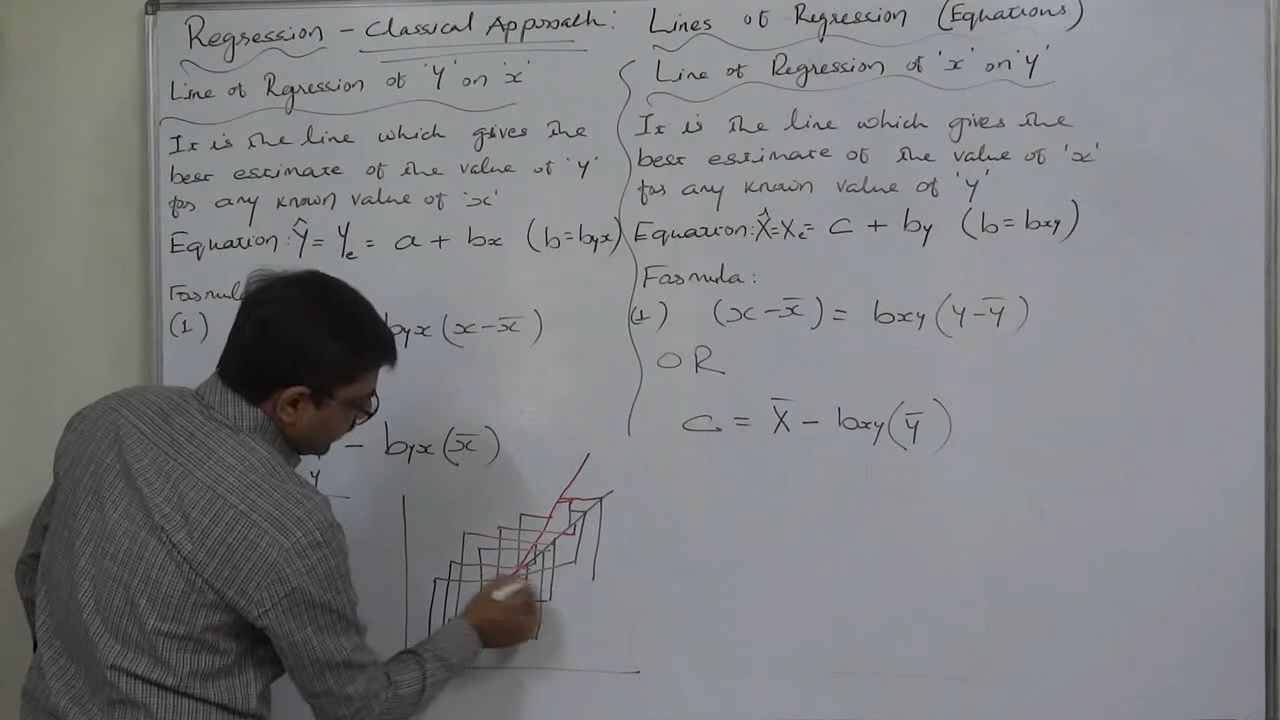 Regression - Classical Approach: Lines of Regression (Equations)
Line of Regression of 'Y' on 'x'
It is the line which gives the
best estimate of the value of 'y'
for any known value of 'x'
Equation: Ŷ = Yₑ = a + bx (b = byx)
Formula
(1) byx (x - x̅)
- byx (x̅)
Line of Regression of 'x' on 'y'
It is the line which gives the
best estimate of the value of 'x'
for any known value of 'y'
Equation: X̂ = Xₑ = C + by (b = bxy)
Formula:
(1) (x - x̅) = bxy (y - y̅)
OR
C = X̅ - bxy (y̅)